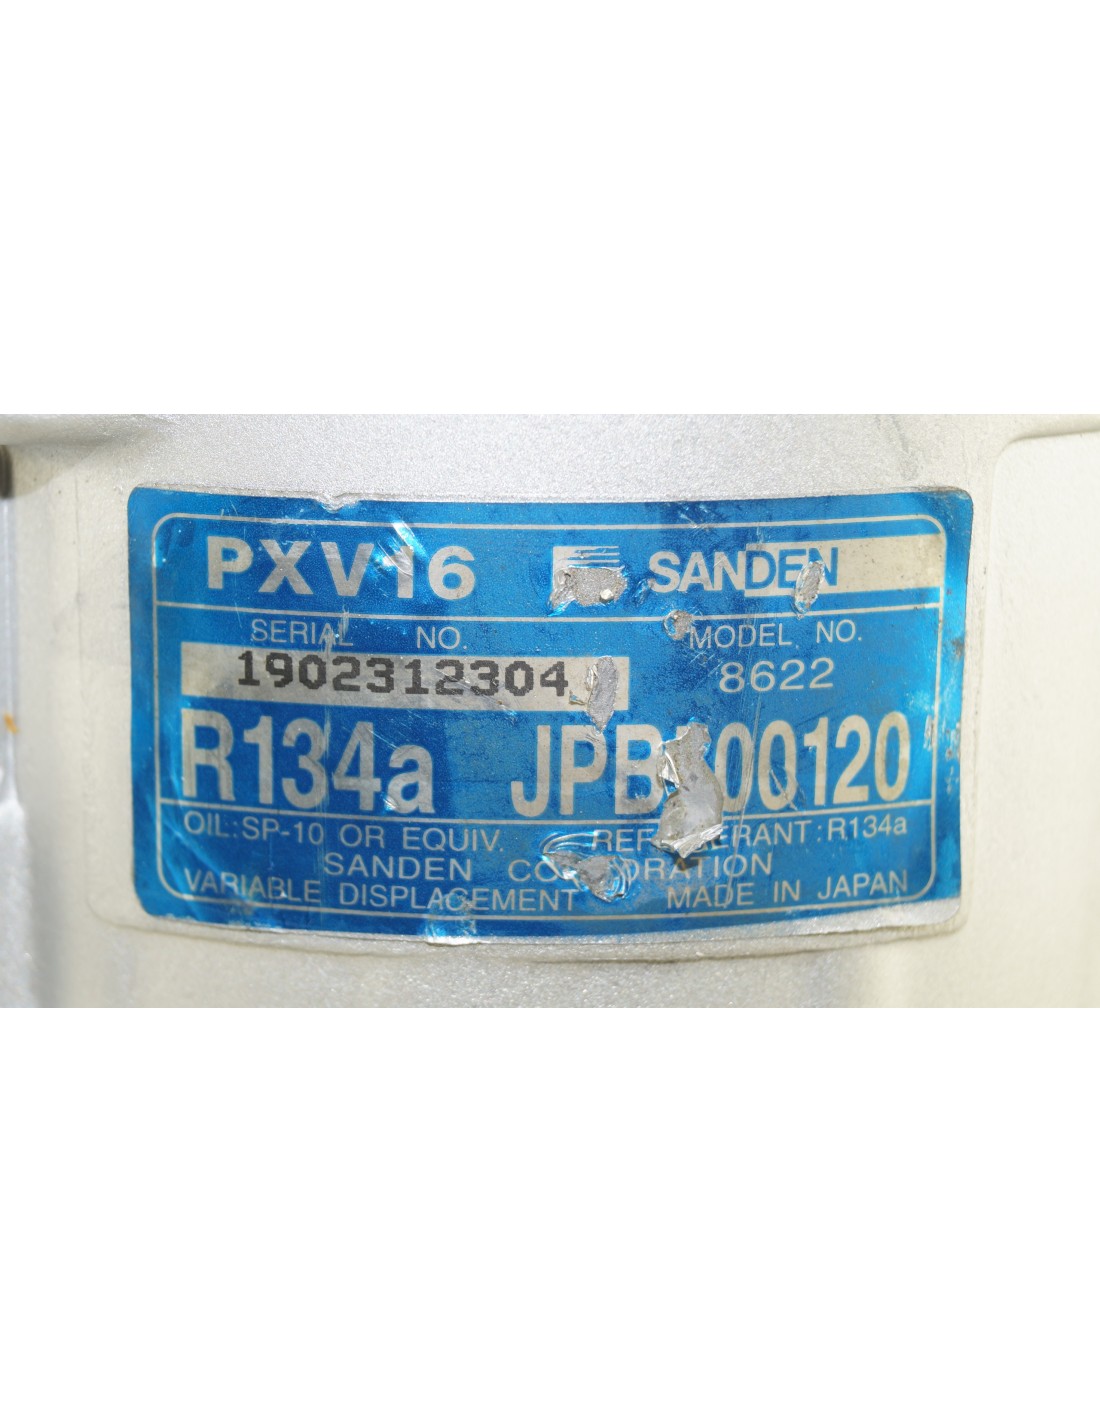 PXV16 SANDEN
SERIAL NO. MODEL NO.
1902312304 8622
R134a
OIL:SP-10 OR EQUIV. :R134a
SANDEN
VARIABLE DISPLACEMENT MADE IN JAPAN